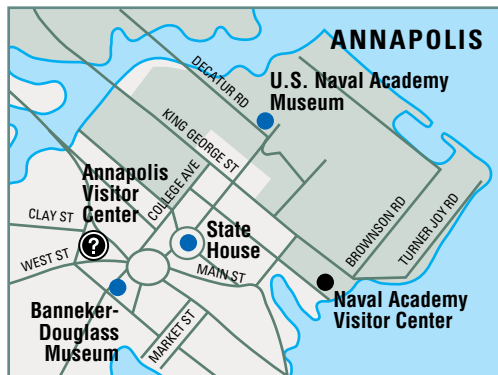 ANNAPOLIS
DECATUR RD
U.S. Naval Academy
Museum
KING GEORGE ST
Annapolis
Visitor
Center
COLLEGE AVE
CLAY ST
?
State
House
WEST ST
MAIN ST
BROWNSON RD
TURNER JOY RD
Banneker-
Douglass
Museum
MARKET ST
Naval Academy
Visitor Center